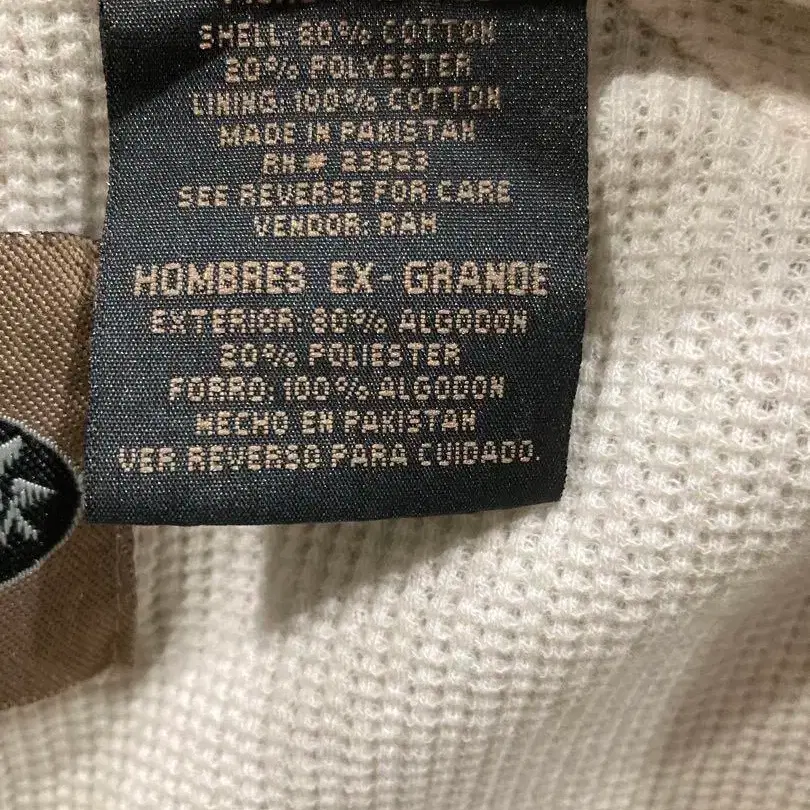 SHELL: 80% COTTON
20% POLYESTER
LINING: 100% COTTON
MADE IN PAKISTAN
RN# 23923
SEE REVERSE FOR CARE
VENDOR: RAH
HOMBRES EX-GRANDE
EXTERIOR: 80% ALGODON
20% POLIESTER
FORRO: 100% ALGODON
HECHO EN PAKISTAN
VER REVERSO PARA CUIDADO.